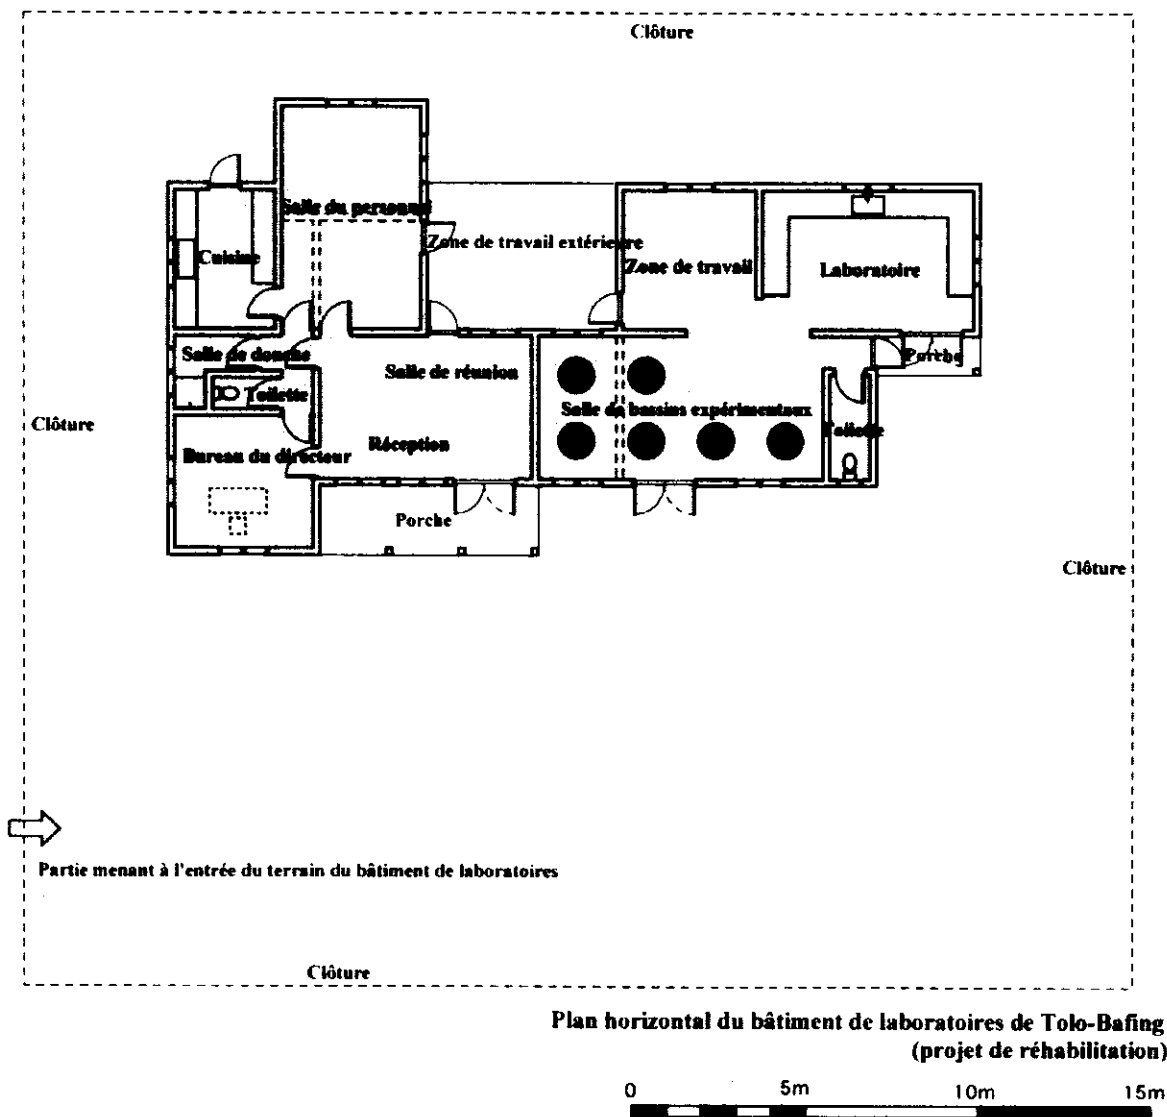 Clôture
Salle du personnel
Zone de travail extérieure
Cuisine
Zone de travail
Laboratoire
Salle de douche
Porche
Salle de réunion
Toilette
Salle de bassins expérimentaux
Clôture
Toilette
Réception
Bureau du directeur
Porche
Clôture
Partie menant à l'entrée du terrain du bâtiment de laboratoires
Clôture
Plan horizontal du bâtiment de laboratoires de Tolo-Bafing
(projet de réhabilitation)
0 5m 10m 15m